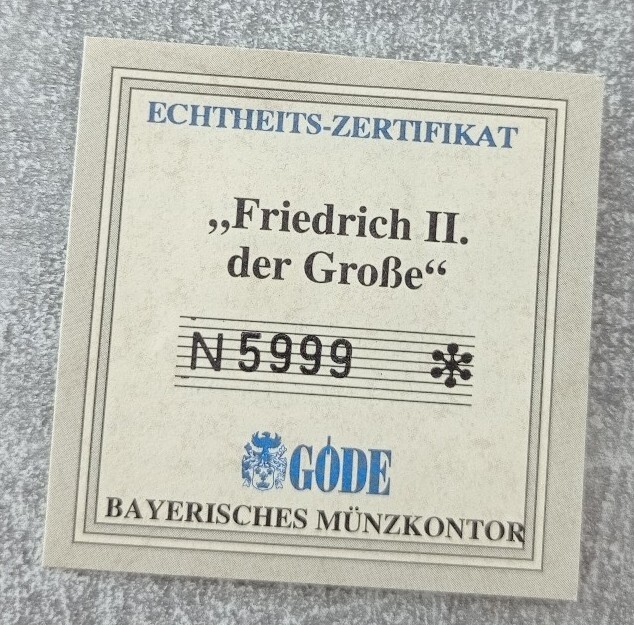 ECHTHEITS-ZERTIFIKAT
„Friedrich II.
der Große“
N 5999
GÖDE
BAYERISCHES MÜNZKONTOR